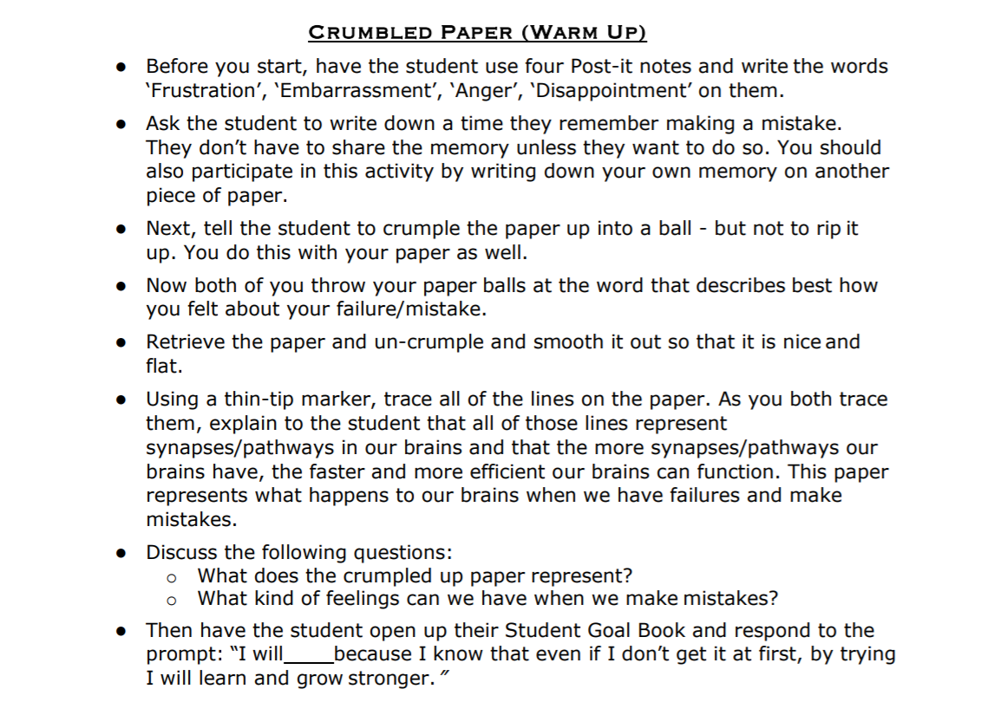 CRUMBLED PAPER (WARM UP)
● Before you start, have the student use four Post-it notes and write the words
‘Frustration’, ‘Embarrassment’, ‘Anger’, ‘Disappointment’ on them.
● Ask the student to write down a time they remember making a mistake.
They don’t have to share the memory unless they want to do so. You should
also participate in this activity by writing down your own memory on another
piece of paper.
● Next, tell the student to crumple the paper up into a ball - but not to rip it
up. You do this with your paper as well.
● Now both of you throw your paper balls at the word that describes best how
you felt about your failure/mistake.
● Retrieve the paper and un-crumple and smooth it out so that it is nice and
flat.
● Using a thin-tip marker, trace all of the lines on the paper. As you both trace
them, explain to the student that all of those lines represent
synapses/pathways in our brains and that the more synapses/pathways our
brains have, the faster and more efficient our brains can function. This paper
represents what happens to our brains when we have failures and make
mistakes.
● Discuss the following questions:
○ What does the crumpled up paper represent?
○ What kind of feelings can we have when we make mistakes?
● Then have the student open up their Student Goal Book and respond to the
prompt: “I will_____because I know that even if I don’t get it at first, by trying
I will learn and grow stronger.”